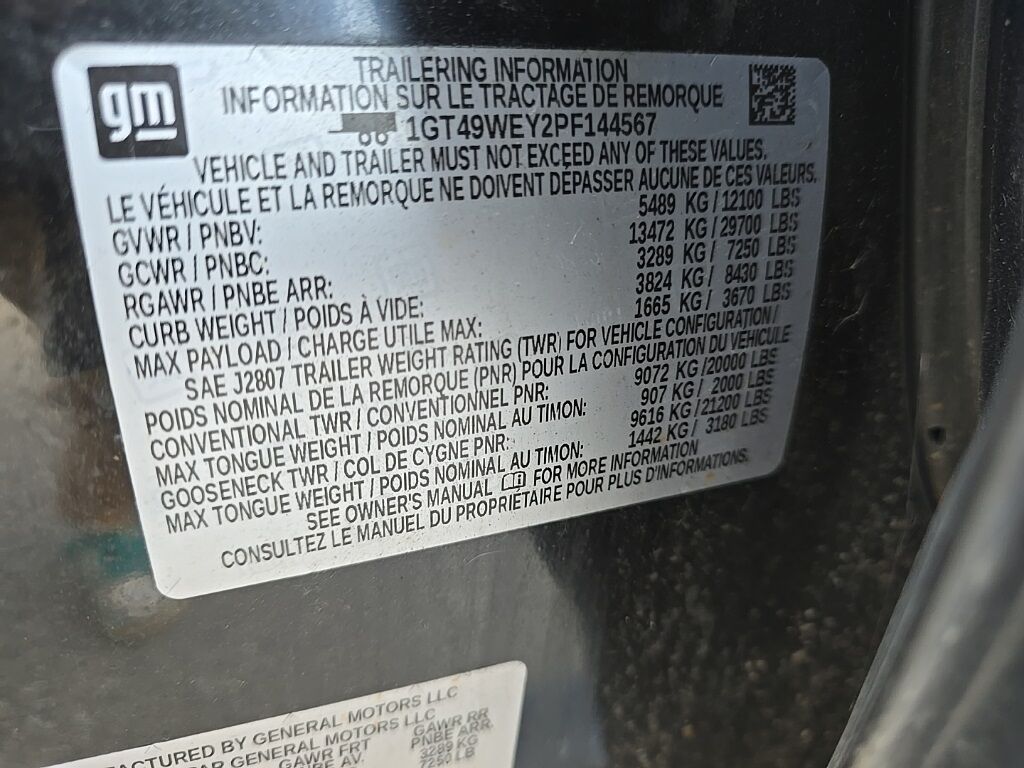 gm
TRAILERING INFORMATION
INFORMATION SUR LE TRACTAGE DE REMORQUE
1GT49WEY2PF144567
VEHICLE AND TRAILER MUST NOT EXCEED ANY OF THESE VALUES.
LE VÉHICULE ET LA REMORQUE NE DOIVENT DÉPASSER AUCUNE DE CES VALEURS.
GVWR / PNBV: 5489 KG / 12100 LBS
GCWR / PNBC: 13472 KG / 29700 LBS
RGAWR / PNBE ARR: 3289 KG / 7250 LBS
CURB WEIGHT / POIDS À VIDE: 3824 KG / 8430 LBS
MAX PAYLOAD / CHARGE UTILE MAX: 1665 KG / 3670 LBS
SAE J2807 TRAILER WEIGHT RATING (TWR) FOR VEHICLE CONFIGURATION /
POIDS NOMINAL DE LA REMORQUE (PNR) POUR LA CONFIGURATION DU VÉHICULE
CONVENTIONAL TWR / CONVENTIONNEL PNR: 9072 KG / 20000 LBS
MAX TONGUE WEIGHT / POIDS NOMINAL AU TIMON: 907 KG / 2000 LBS
GOOSENECK TWR / COL DE CYGNE PNR: 9616 KG / 21200 LBS
MAX TONGUE WEIGHT / POIDS NOMINAL AU TIMON: 1442 KG / 3180 LBS
SEE OWNER'S MANUAL FOR MORE INFORMATION
CONSULTEZ LE MANUEL DU PROPRIÉTAIRE POUR PLUS D'INFORMATIONS.
BY GENERAL MOTORS LLC
GENERAL MOTORS LLC
GAWR FRT GAWR RR
AV. PNBE ARR.
3289 KG
7250 LB